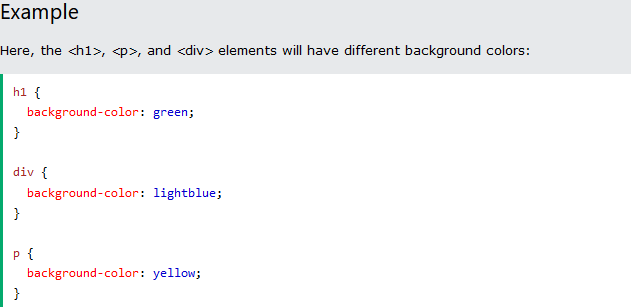 Example
Here, the <h1>, <p>, and <div> elements will have different background colors:
h1 {
  background-color: green;
}
div {
  background-color: lightblue;
}
p {
  background-color: yellow;
}